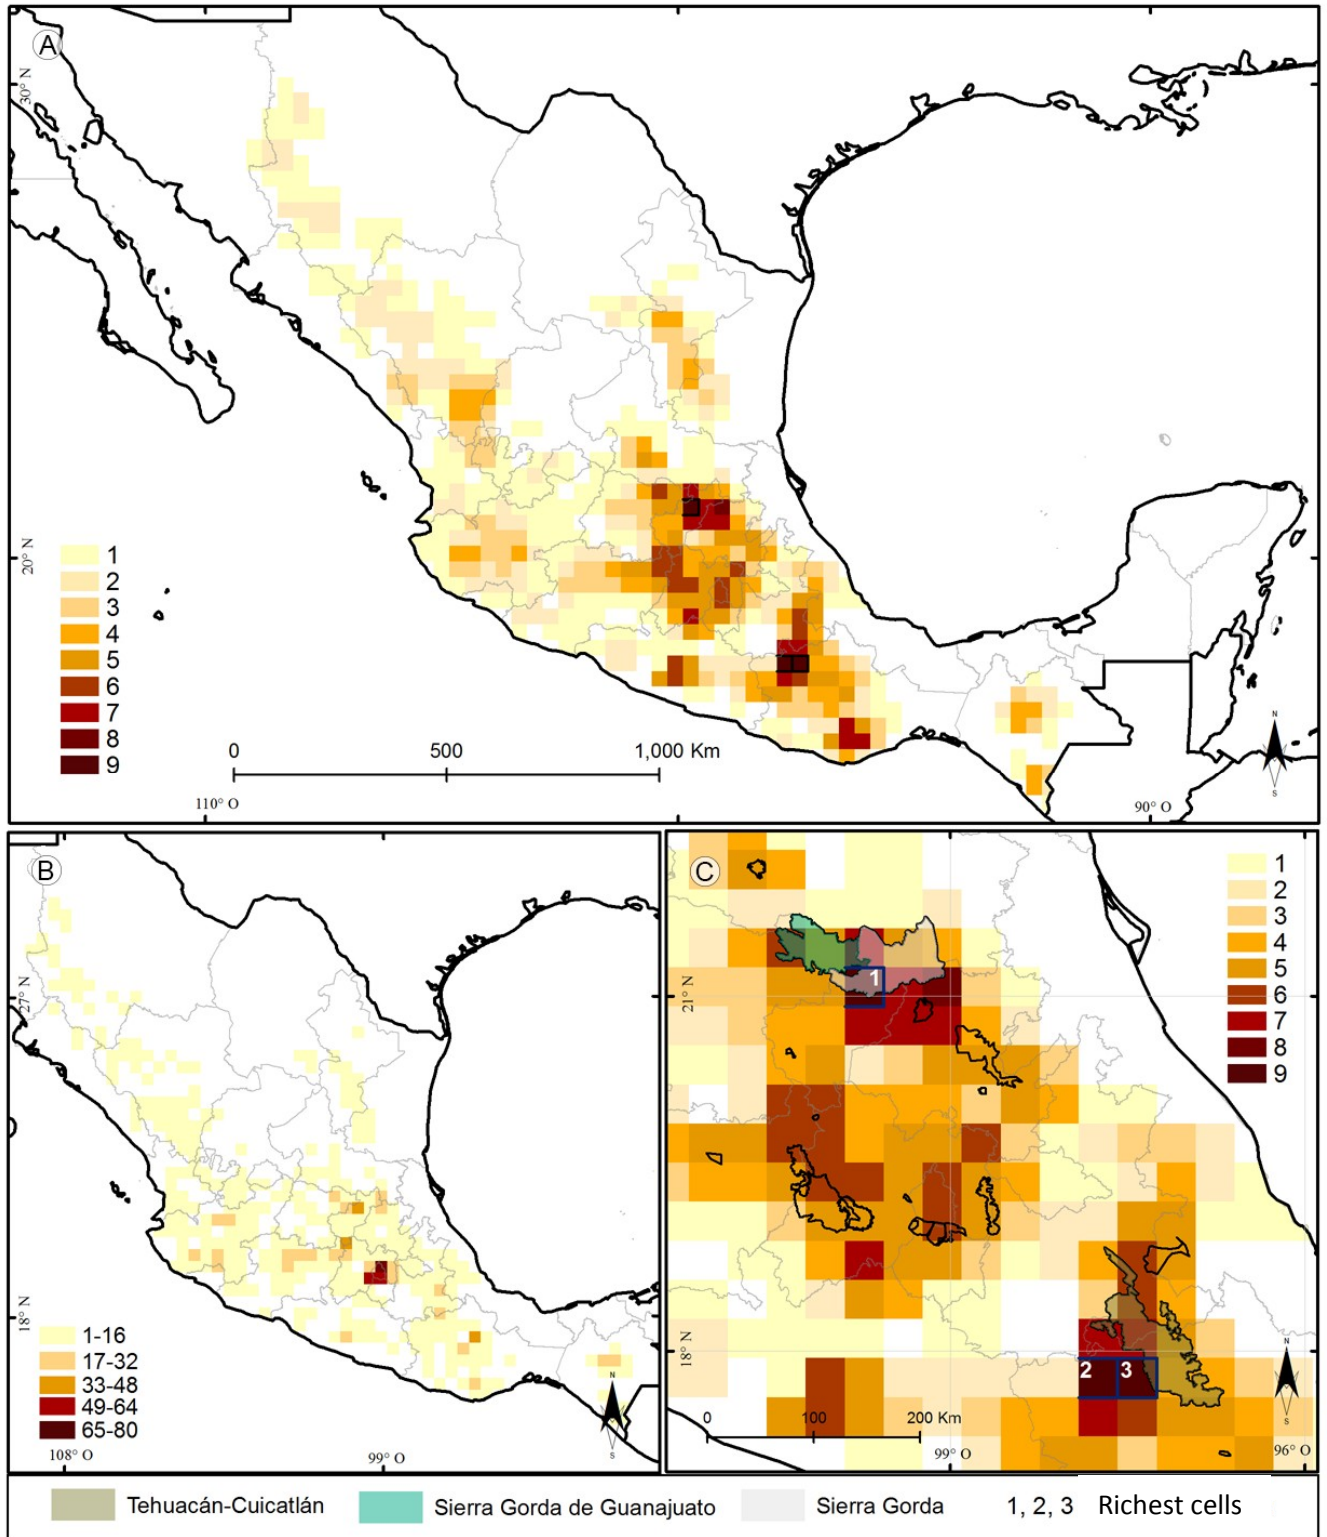 A
30° N
20° N
1
2
3
4
5
6
7
8
9
0 500 1,000 Km
110° O
90° O
N
S
B
27° N
18° N
1-16
17-32
33-48
49-64
65-80
108° O
99° O
N
S
C
1
2
3
4
5
6
7
8
9
21° N
18° N
1
2 3
0 100 200 Km
99° O
96° O
N
S
Tehuacán-Cuicatlán
Sierra Gorda de Guanajuato
Sierra Gorda
1, 2, 3 Richest cells